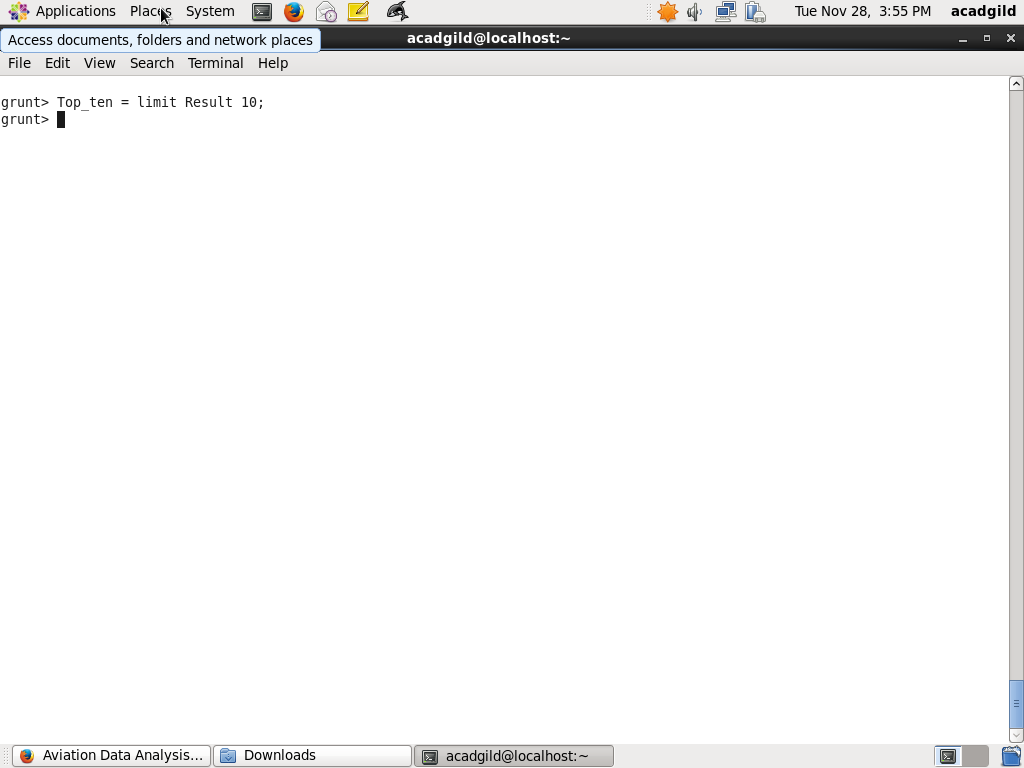 Applications Places System Tue Nov 28, 3:55 PM acadgild
Access documents, folders and network places
acadgild@localhost:~
File Edit View Search Terminal Help
grunt> Top_ten = limit Result 10;
grunt>
Aviation Data Analysis... Downloads acadgild@localhost:~